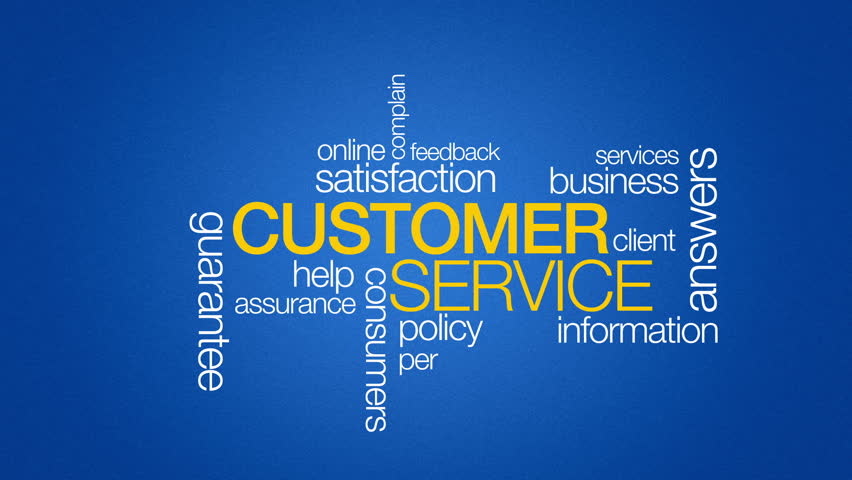 complain
online
feedback
services
satisfaction
business
answers
guarantee
CUSTOMER
client
help
consumers
SERVICE
assurance
policy
information
per